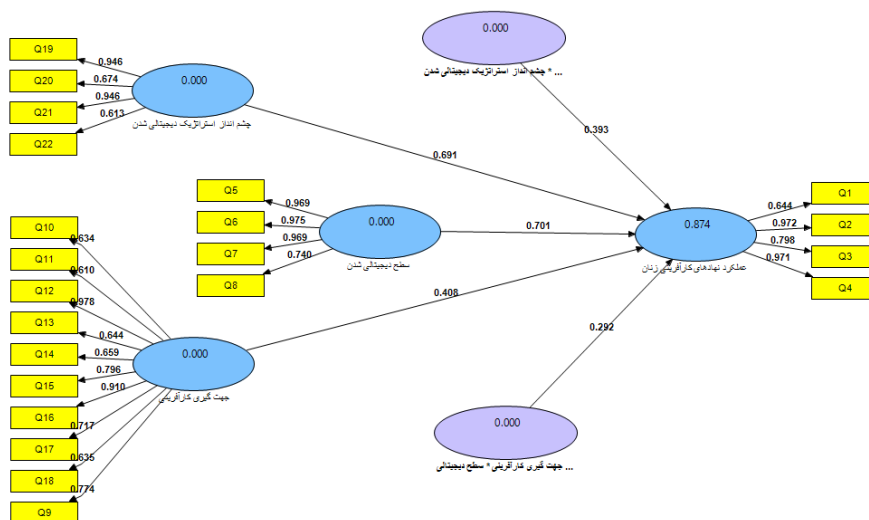 0.000
... * چشم انداز استراتژیک دیجیتالی شدن
Q19
Q20
Q21
Q22
0.946
0.674
0.946
0.613
0.000
چشم انداز استراتژیک دیجیتالی شدن
0.393
0.691
Q5
Q6
Q7
Q8
0.969
0.975
0.969
0.740
0.000
سطح دیجیتالی شدن
0.701
0.874
عملکرد نهادهای کارآفرینی زنان
0.644
0.972
0.798
0.971
Q1
Q2
Q3
Q4
Q10
Q11
Q12
Q13
Q14
Q15
Q16
Q17
Q18
Q9
0.634
0.610
0.978
0.644
0.659
0.796
0.910
0.717
0.635
0.774
0.000
جهت گیری کارآفرینی
0.408
0.292
0.000
جهت گیری کارآفرینی * سطح دیجیتالی ...